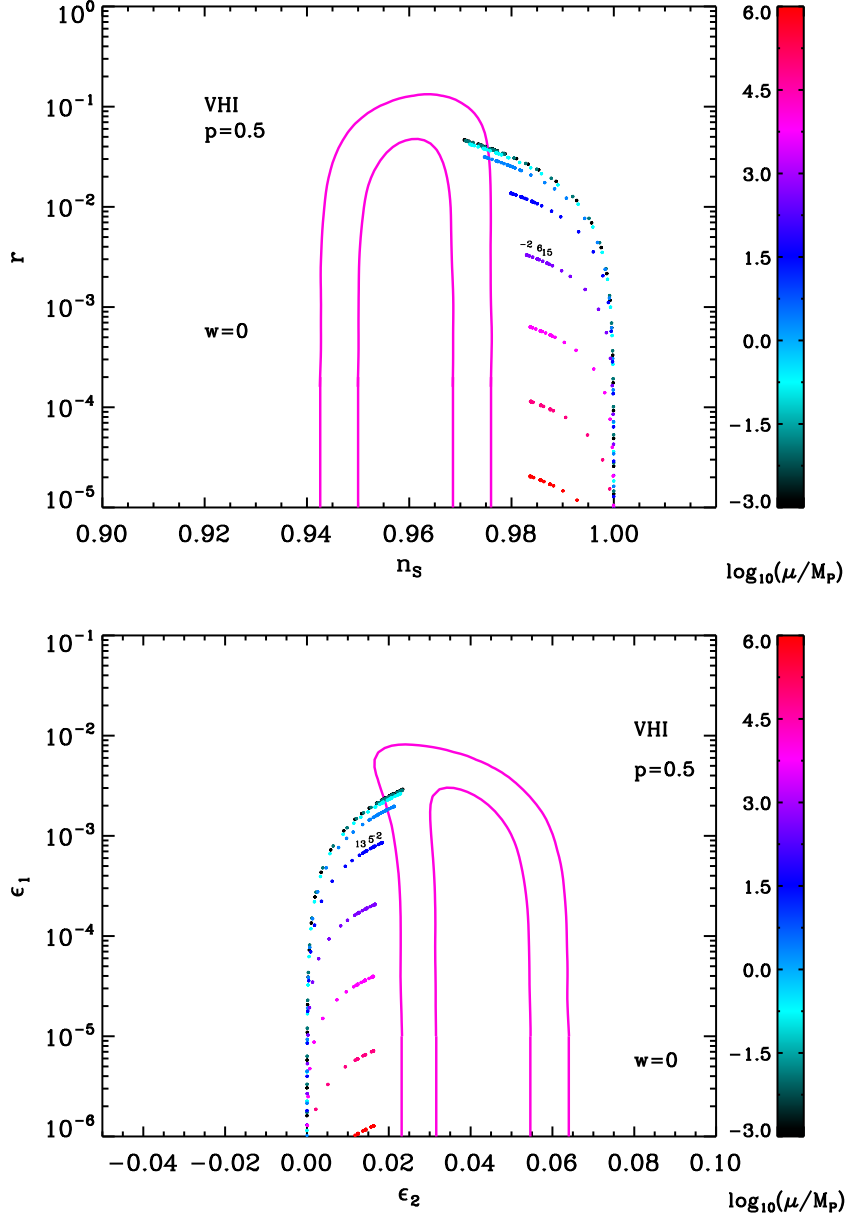 10⁰
10⁻¹
10⁻²
10⁻³
10⁻⁴
10⁻⁵
r
VHI
p=0.5
-2 6 15
w=0
0.90 0.92 0.94 0.96 0.98 1.00
n_S
6.0
4.5
3.0
1.5
0.0
-1.5
-3.0
log₁₀(μ/M_P)
10⁻¹
10⁻²
10⁻³
10⁻⁴
10⁻⁵
10⁻⁶
ε₁
VHI
p=0.5
13 5 -2
w=0
-0.04 -0.02 0.00 0.02 0.04 0.06 0.08 0.10
ε₂
6.0
4.5
3.0
1.5
0.0
-1.5
-3.0
log₁₀(μ/M_P)